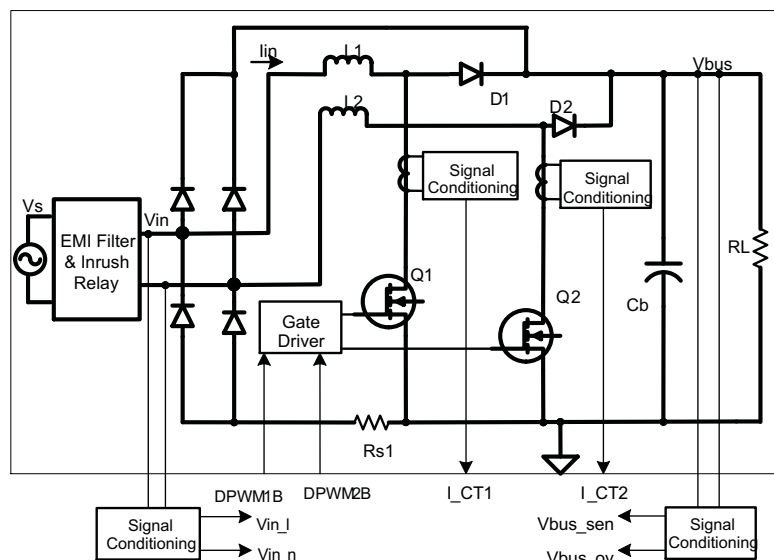 Iin
L1
Vbus
D1
L2
D2
Signal
Conditioning
Signal
Conditioning
Vs
Vin
EMI Filter
& Inrush
Relay
RL
Q1
Q2
Cb
Gate
Driver
Rs1
DPWM1B
DPWM2B
I_CT1
I_CT2
Signal
Conditioning
Vin_l
Vin_n
Vbus_sen
Vbus_ov
Signal
Conditioning